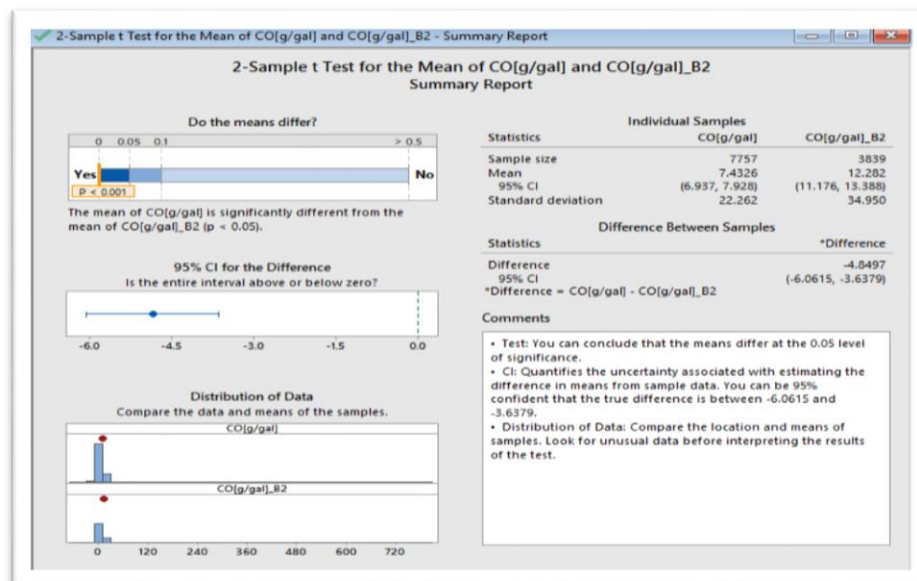 2-Sample t Test for the Mean of CO[g/gal] and CO[g/gal]_B2 - Summary Report
2-Sample t Test for the Mean of CO[g/gal] and CO[g/gal]_B2
Summary Report
Do the means differ?
0 0.05 0.1 > 0.5
Yes No
P < 0.001
The mean of CO[g/gal] is significantly different from the
mean of CO[g/gal]_B2 (p < 0.05).
95% CI for the Difference
Is the entire interval above or below zero?
-6.0 -4.5 -3.0 -1.5 0.0
Distribution of Data
Compare the data and means of the samples.
CO[g/gal]
CO[g/gal]_B2
0 120 240 360 480 600 720
Individual Samples
Statistics CO[g/gal] CO[g/gal]_B2
Sample size 7757 3839
Mean 7.4326 12.282
95% CI (6.937, 7.928) (11.176, 13.388)
Standard deviation 22.262 34.950
Difference Between Samples
Statistics *Difference
Difference -4.8497
95% CI (-6.0615, -3.6379)
*Difference = CO[g/gal] - CO[g/gal]_B2
Comments
• Test: You can conclude that the means differ at the 0.05 level
of significance.
• CI: Quantifies the uncertainty associated with estimating the
difference in means from sample data. You can be 95%
confident that the true difference is between -6.0615 and
-3.6379.
• Distribution of Data: Compare the location and means of
samples. Look for unusual data before interpreting the results
of the test.